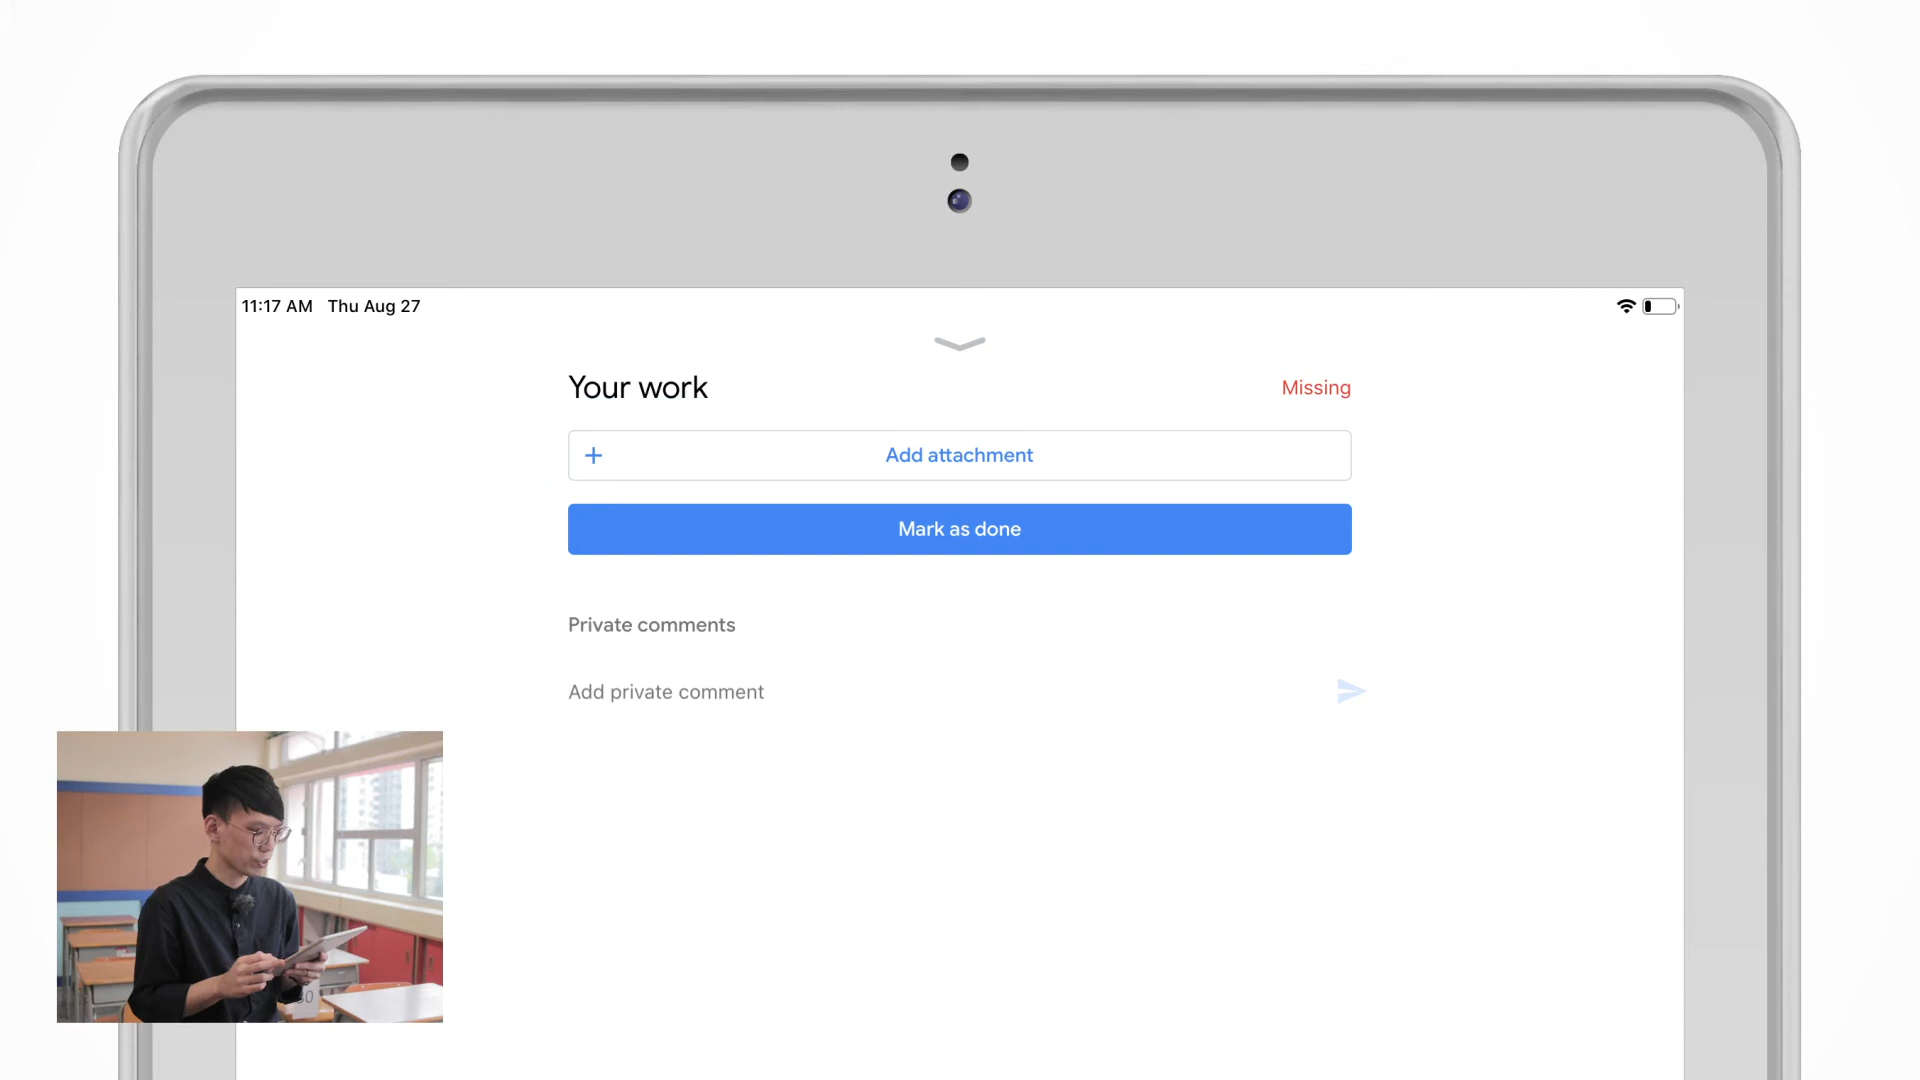 11:17 AM Thu Aug 27
Your work
Missing
+ Add attachment
Mark as done
Private comments
Add private comment